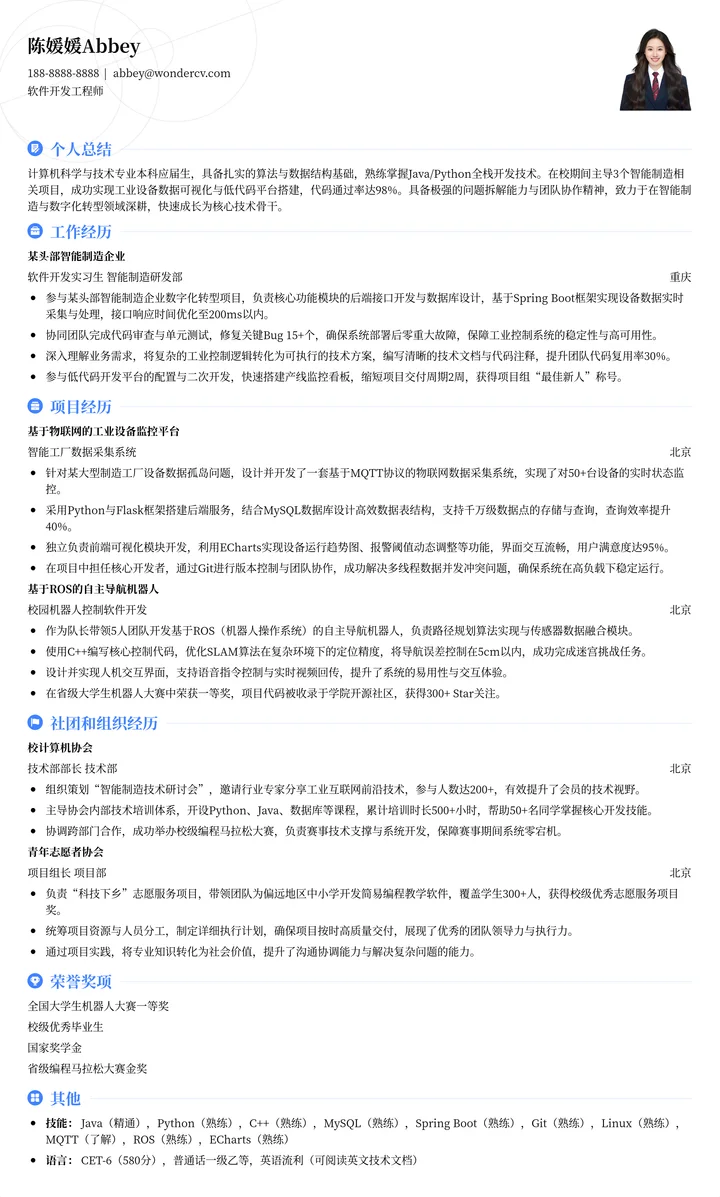 陈媛媛Abbey
188-8888-8888 | abbey@wondercv.com
软件开发工程师
个人总结
计算机科学与技术专业本科应届生，具备扎实的算法与数据结构基础，熟练掌握Java/Python全栈开发技术。在校期间主导3个智能制造相
关项目，成功实现工业设备数据可视化与低代码平台搭建，代码通过率达98%。具备极强的问题拆解能力与团队协作精神，致力于在智能制
造与数字化转型领域深耕，快速成长为核心技术骨干。
工作经历
某头部智能制造企业
软件开发实习生 智能制造研发部 重庆
• 参与某头部智能制造企业数字化转型项目，负责核心功能模块的后端接口开发与数据库设计，基于Spring Boot框架实现设备数据实时
采集与处理，接口响应时间优化至200ms以内。
• 协同团队完成代码审查与单元测试，修复关键Bug 15+个，确保系统部署后零重大故障，保障工业控制系统的稳定性与高可用性。
• 深入理解业务需求，将复杂的工业控制逻辑转化为可执行的技术方案，编写清晰的技术文档与代码注释，提升团队代码复用率30%。
• 参与低代码开发平台的配置与二次开发，快速搭建产线监控看板，缩短项目交付周期2周，获得项目组“最佳新人”称号。
项目经历
基于物联网的工业设备监控平台
智能工厂数据采集系统 北京
• 针对某大型制造工厂设备数据孤岛问题，设计并开发了一套基于MQTT协议的物联网数据采集系统，实现了对50+台设备的实时状态监
控。
• 采用Python与Flask框架搭建后端服务，结合MySQL数据库设计高效数据表结构，支持千万级数据点的存储与查询，查询效率提升
40%。
• 独立负责前端可视化模块开发，利用ECharts实现设备运行趋势图、报警阈值动态调整等功能，界面交互流畅，用户满意度达95%。
• 在项目中担任核心开发者，通过Git进行版本控制与团队协作，成功解决多线程数据并发冲突问题，确保系统在高负载下稳定运行。
基于ROS的自主导航机器人
校园机器人控制软件开发 北京
• 作为队长带领5人团队开发基于ROS（机器人操作系统）的自主导航机器人，负责路径规划算法实现与传感器数据融合模块。
• 使用C++编写核心控制代码，优化SLAM算法在复杂环境下的定位精度，将导航误差控制在5cm以内，成功完成迷宫挑战任务。
• 设计并实现人机交互界面，支持语音指令控制与实时视频回传，提升了系统的易用性与交互体验。
• 在省级大学生机器人大赛中荣获一等奖，项目代码被收录于学院开源社区，获得300+ Star关注。
社团和组织经历
校计算机协会
技术部部长 技术部 北京
• 组织策划“智能制造技术研讨会”，邀请行业专家分享工业互联网前沿技术，参与人数达200+，有效提升了会员的技术视野。
• 主导协会内部技术培训体系，开设Python、Java、数据库等课程，累计培训时长500+小时，帮助50+名同学掌握核心开发技能。
• 协调跨部门合作，成功举办校级编程马拉松大赛，负责赛事技术支撑与系统开发，保障赛事期间系统零宕机。
青年志愿者协会
项目组长 项目部 北京
• 负责“科技下乡”志愿服务项目，带领团队为偏远地区中小学开发简易编程教学软件，覆盖学生300+人，获得校级优秀志愿服务项目
奖。
• 统筹项目资源与人员分工，制定详细执行计划，确保项目按时高质量交付，展现了优秀的团队领导力与执行力。
• 通过项目实践，将专业知识转化为社会价值，提升了沟通协调能力与解决复杂问题的能力。
荣誉奖项
全国大学生机器人大赛一等奖
校级优秀毕业生
国家奖学金
省级编程马拉松大赛金奖
其他
• 技能： Java（精通），Python（熟练），C++（熟练），MySQL（熟练），Spring Boot（熟练），Git（熟练），Linux（熟练），
MQTT（了解），ROS（熟练），ECharts（熟练）
• 语言： CET-6（580分），普通话一级乙等，英语流利（可阅读英文技术文档）